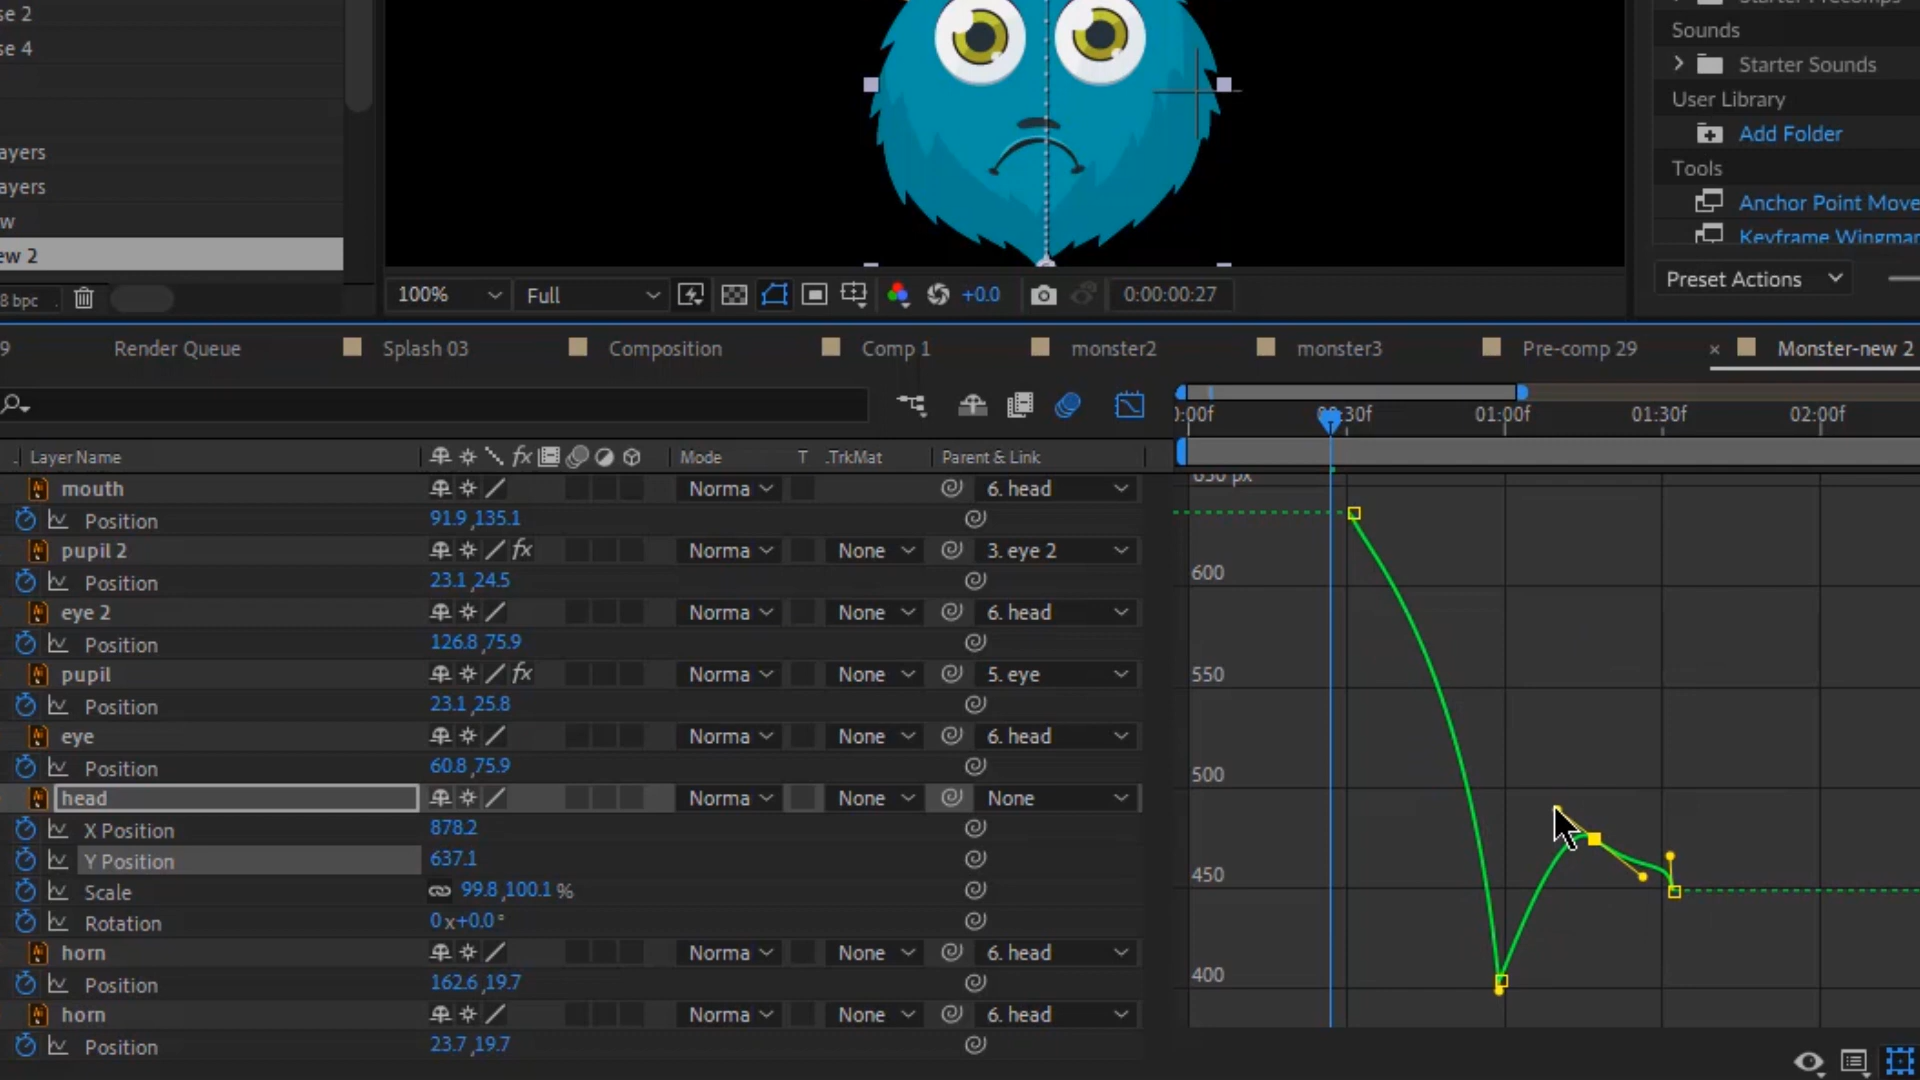 se 2
se 4
ayers
ayers
w
ew 2
8 bpc
100%
Full
+0.0
0:00:00:27
Sounds
Starter Sounds
User Library
Add Folder
Tools
Anchor Point Move
Keyframe Wingman
Preset Actions
9
Render Queue
Splash 03
Composition
Comp 1
monster2
monster3
Pre-comp 29
× Monster-new 2
0:00f
00:30f
01:00f
01:30f
02:00f
Layer Name
fx
Mode
T
.TrkMat
Parent & Link
mouth
Norma
6. head
Position
91.9,135.1
pupil 2
fx
Norma
None
3. eye 2
Position
23.1,24.5
eye 2
Norma
None
6. head
Position
126.8,75.9
pupil
fx
Norma
None
5. eye
Position
23.1,25.8
eye
Norma
None
6. head
Position
60.8,75.9
head
Norma
None
None
X Position
878.2
Y Position
637.1
Scale
99.8,100.1 %
Rotation
0x+0.0°
horn
Norma
None
6. head
Position
162.6,19.7
horn
Norma
None
6. head
Position
23.7,19.7
650 px
600
550
500
450
400